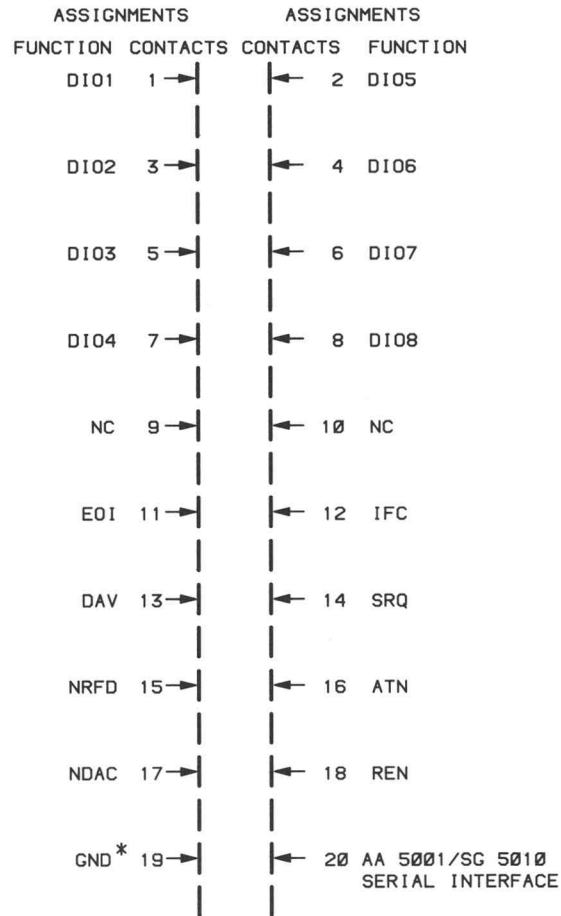 ASSIGNMENTS ASSIGNMENTS
FUNCTION CONTACTS CONTACTS FUNCTION
DIO1 1 2 DIO5
DIO2 3 4 DIO6
DIO3 5 6 DIO7
DIO4 7 8 DIO8
NC 9 10 NC
EOI 11 12 IFC
DAV 13 14 SRQ
NRFD 15 16 ATN
NDAC 17 18 REN
GND* 19 20 AA 5001/SG 5010
SERIAL INTERFACE